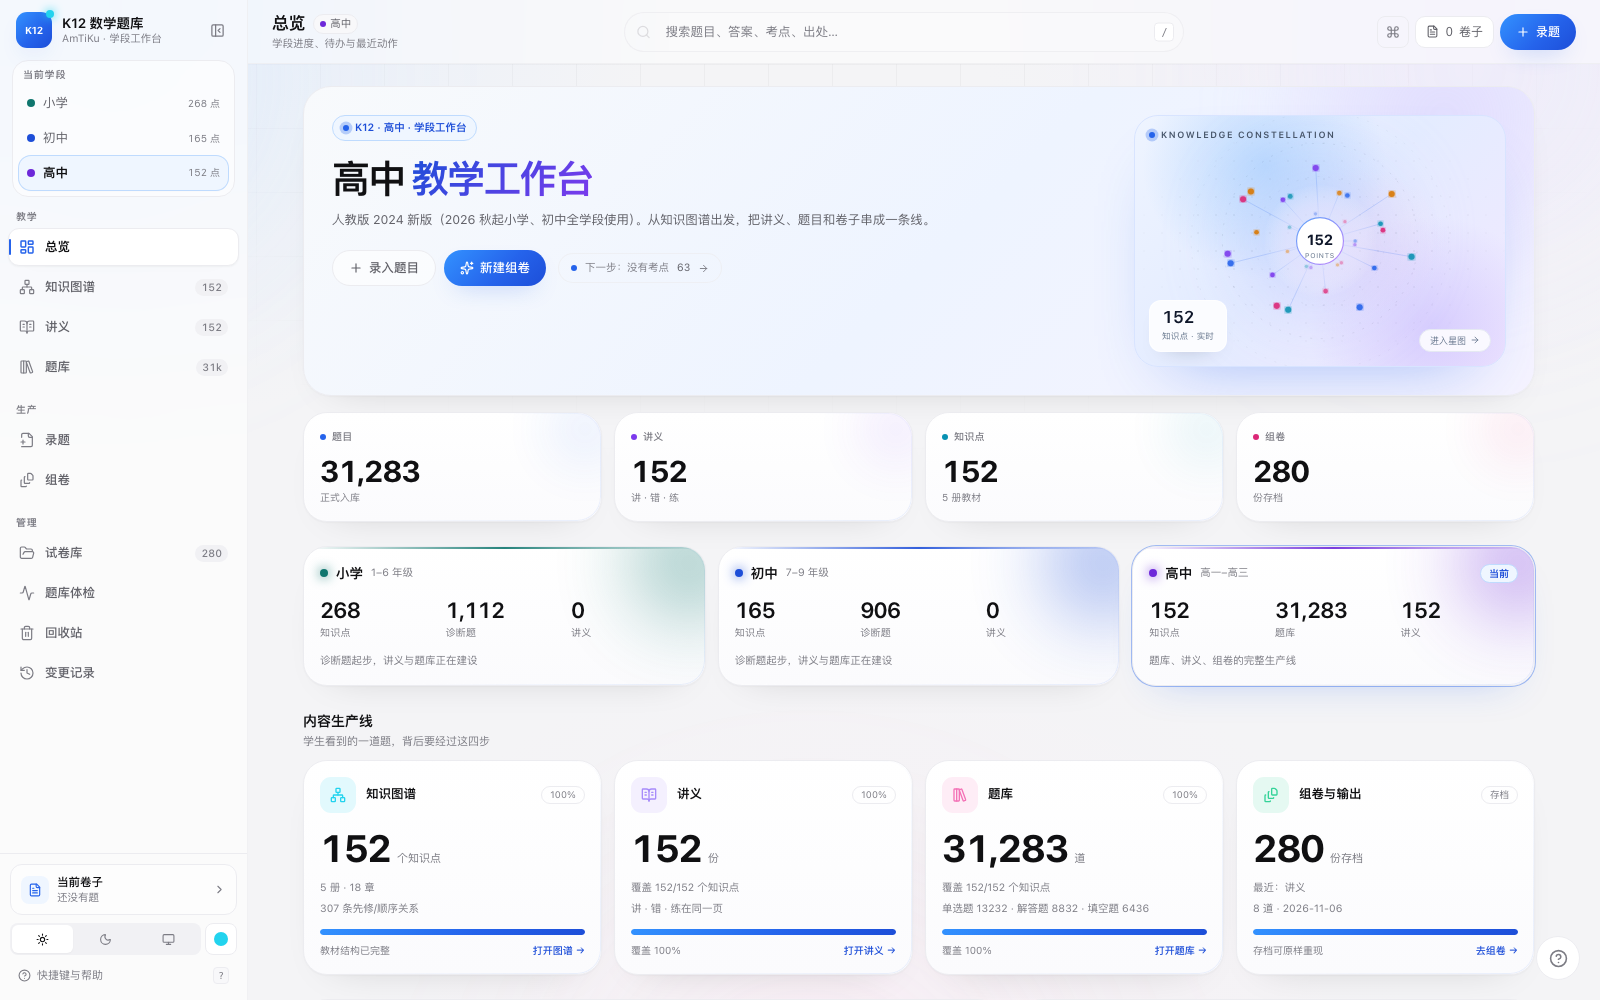 K12
K12 数学题库
AmTiKu · 学段工作台
当前学段
小学 268 点
初中 165 点
高中 152 点
教学
总览
知识图谱 152
讲义 152
题库 31k
生产
录题
组卷
管理
试卷库 280
题库体检
回收站
变更记录
当前卷子
还没有题
快捷键与帮助 ?
总览 高中
学段进度、待办与最近动作
搜索题目、答案、考点、出处... /
⌘ 0 卷子 + 录题
K12 · 高中 · 学段工作台
高中 教学工作台
人教版 2024 新版（2026 秋起小学、初中全学段使用）。从知识图谱出发，把讲义、题目和卷子串成一条线。
+ 录入题目 新建组卷 下一步：没有考点 63 →
KNOWLEDGE CONSTELLATION
152
POINTS
152
知识点 · 实时
进入星图 →
题目
31,283
正式入库
讲义
152
讲 · 错 · 练
知识点
152
5 册教材
组卷
280
份存档
小学 1–6 年级
268 1,112 0
知识点 诊断题 讲义
诊断题起步，讲义与题库正在建设
初中 7–9 年级
165 906 0
知识点 诊断题 讲义
诊断题起步，讲义与题库正在建设
高中 高一–高三 当前
152 31,283 152
知识点 题库 讲义
题库、讲义、组卷的完整生产线
内容生产线
学生看到的一道题，背后要经过这四步
知识图谱 100%
152 个知识点
5 册 · 18 章
307 条先修/顺序关系
教材结构已完整 打开图谱 →
讲义 100%
152 份
覆盖 152/152 个知识点
讲 · 错 · 练在同一页
覆盖 100% 打开讲义 →
题库 100%
31,283 道
覆盖 152/152 个知识点
单选题 13232 · 解答题 8832 · 填空题 6436
覆盖 100% 打开题库 →
组卷与输出 存档
280 份存档
最近：讲义
8 道 · 2026-11-06
存档可原样重现 去组卷 →